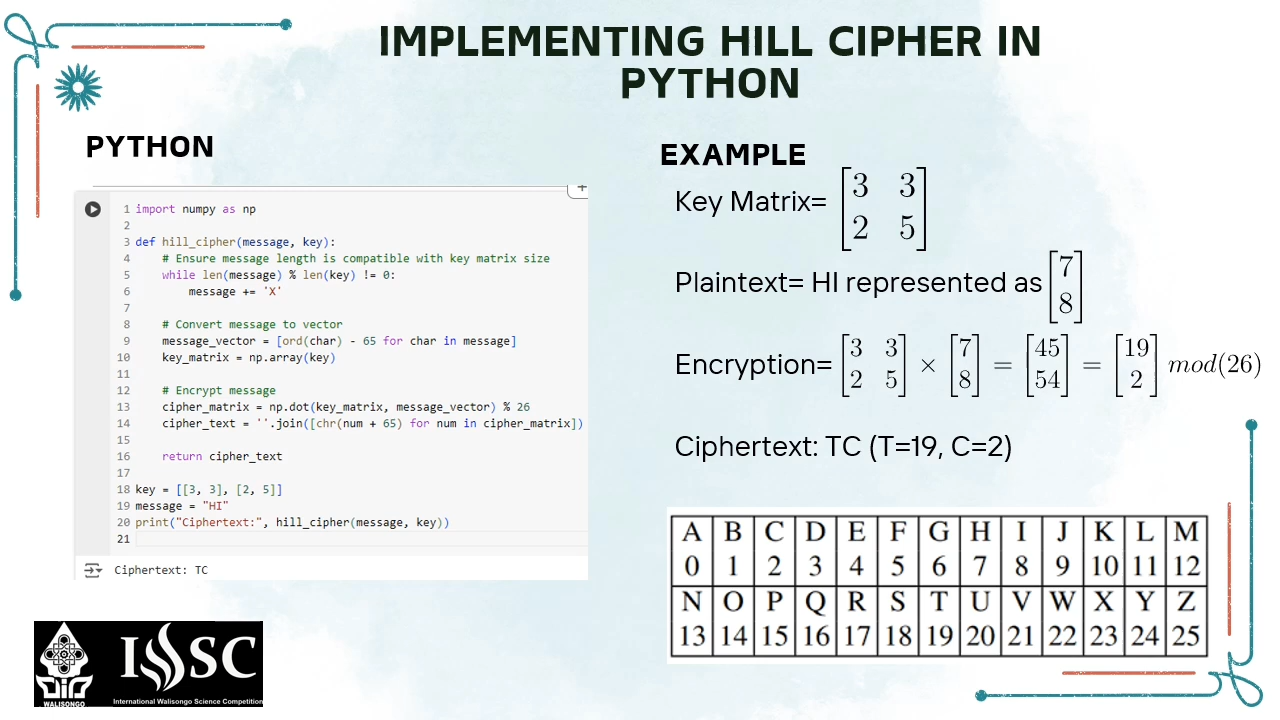 IMPLEMENTING HILL CIPHER IN
PYTHON
PYTHON
1 import numpy as np
2
3 def hill_cipher(message, key):
4     # Ensure message length is compatible with key matrix size
5     while len(message) % len(key) != 0:
6         message += 'X'
7
8     # Convert message to vector
9     message_vector = [ord(char) - 65 for char in message]
10     key_matrix = np.array(key)
11
12     # Encrypt message
13     cipher_matrix = np.dot(key_matrix, message_vector) % 26
14     cipher_text = ''.join([chr(num + 65) for num in cipher_matrix])
15
16     return cipher_text
17
18 key = [[3, 3], [2, 5]]
19 message = "HI"
20 print("Ciphertext:", hill_cipher(message, key))
21
Ciphertext: TC
EXAMPLE
Key Matrix= [3 3
2 5]
Plaintext= HI represented as [7
8]
Encryption= [3 3 2 5] × [7 8] = [45 54] = [19 2] mod(26)
Ciphertext: TC (T=19, C=2)
A B C D E F G H I J K L M
0 1 2 3 4 5 6 7 8 9 10 11 12
N O P Q R S T U V W X Y Z
13 14 15 16 17 18 19 20 21 22 23 24 25
WALISONGO
ISSC
International Walisongo Science Competition